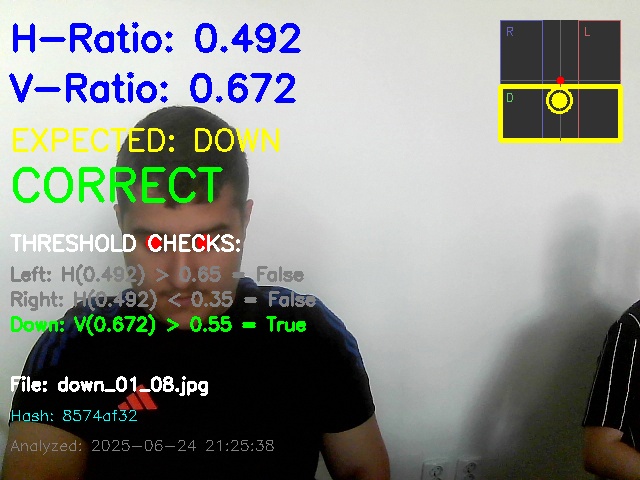 H-Ratio: 0.492
V-Ratio: 0.672
EXPECTED: DOWN
CORRECT
THRESHOLD CHECKS:
Left: H(0.492) > 0.65 = False
Right: H(0.492) < 0.35 = False
Down: V(0.672) > 0.55 = True
File: down_01_08.jpg
Hash: 8574af32
Analyzed: 2025-06-24 21:25:38
R
L
D